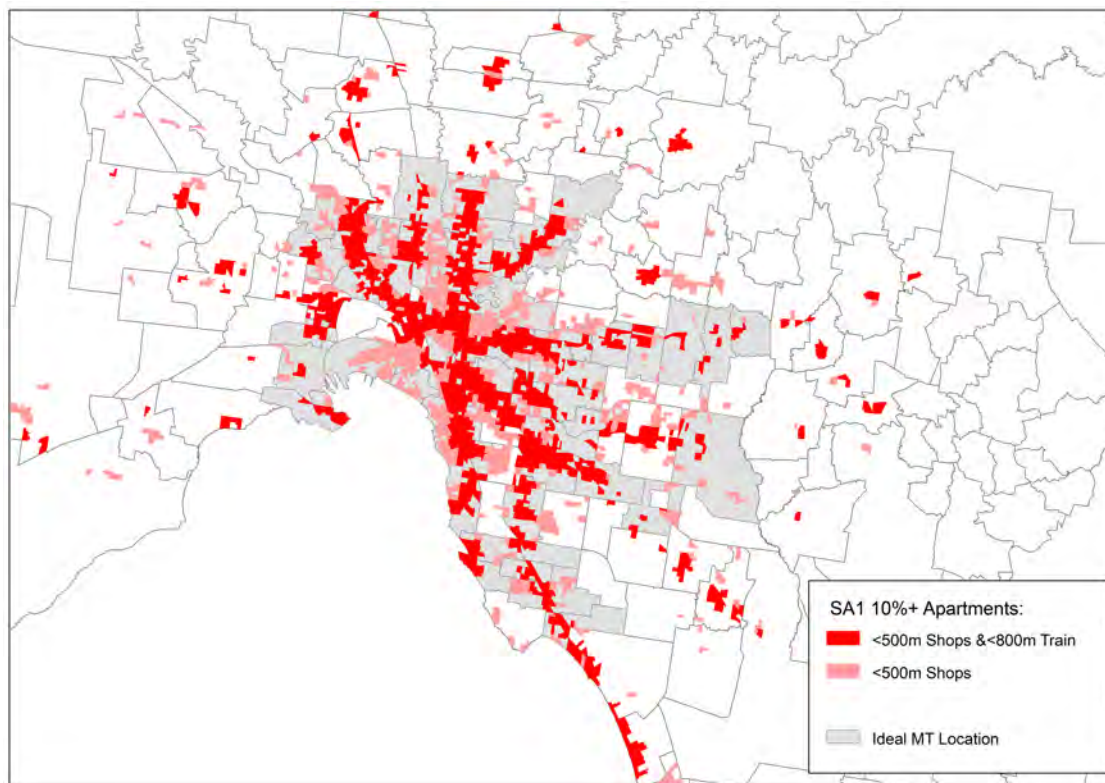 SA1 10%+ Apartments:
<500m Shops &<800m Train
<500m Shops
Ideal MT Location